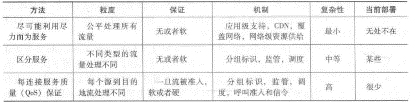 方法 粒度 保证 机制 复杂性 当前部署
尽可能利用尽 公平处理所有 无或者软 应用级支持、CDN、覆 最小 无处不在
力而为服务 流量 盖网络、网络级资源供给
区分服务 不同类型的流 无或者软 分组标识、监管、调度 中等 某些
量处理不同
每连接服务质 每个源到目的 一旦流被准入, 分组标识、监管、调 高 很少
量(QoS)保证 地流处理不同 软或者硬 度,呼叫准入和信令